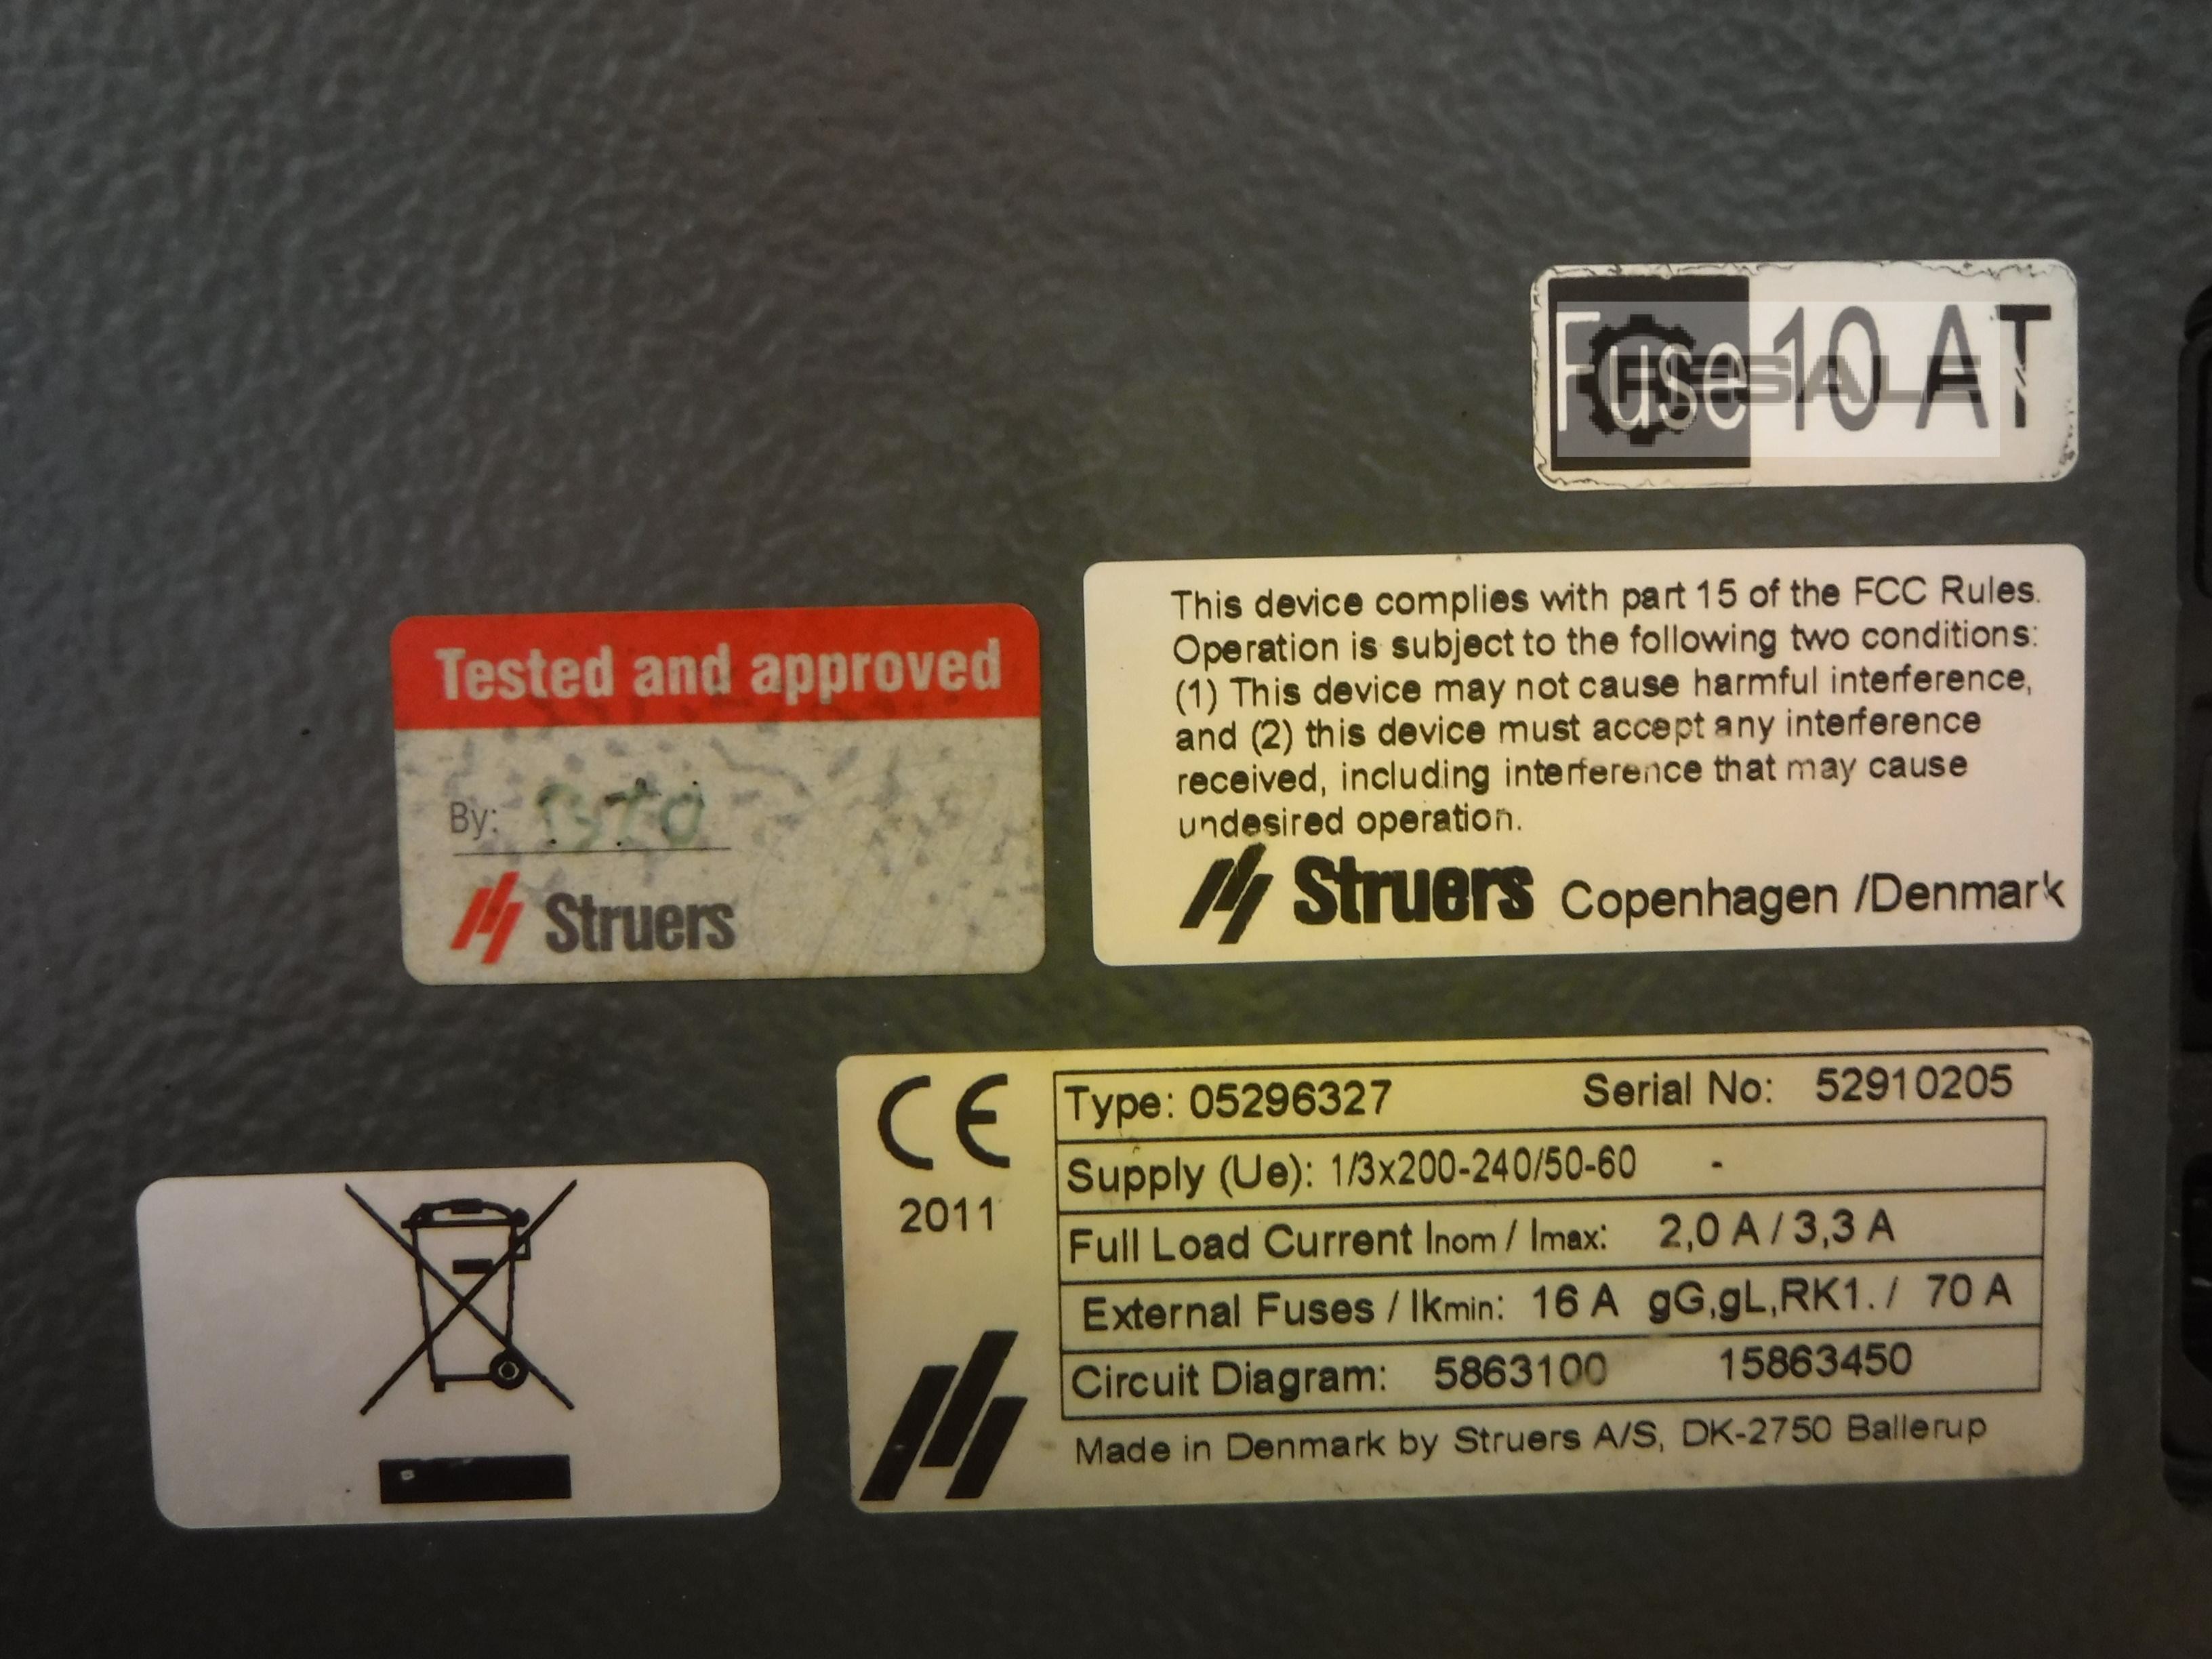 Fuse 10 AT
RESALE
This device complies with part 15 of the FCC Rules.
Operation is subject to the following two conditions:
(1) This device may not cause harmful interference,
and (2) this device must accept any interference
received, including interference that may cause
undesired operation.
Struers Copenhagen /Denmark
Tested and approved
By:
Struers
CE
2011
Type: 05296327 Serial No: 52910205
Supply (Ue): 1/3x200-240/50-60 -
Full Load Current Inom / Imax: 2,0 A / 3,3 A
External Fuses / Ikmin: 16 A gG,gL,RK1. / 70 A
Circuit Diagram: 5863100 15863450
Made in Denmark by Struers A/S, DK-2750 Ballerup